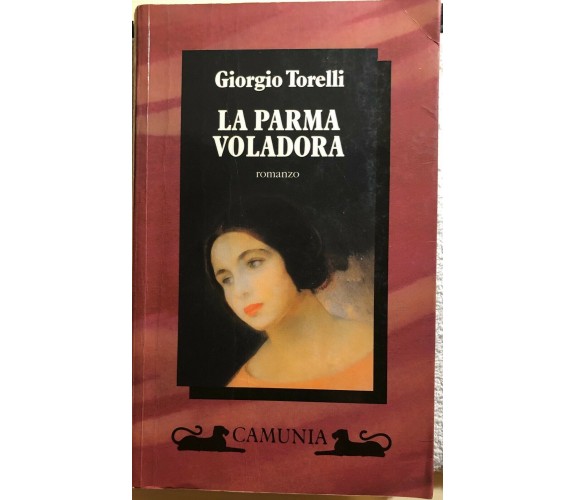 Giorgio Torelli
LA PARMA
VOLADORA
romanzo
CAMUNIA